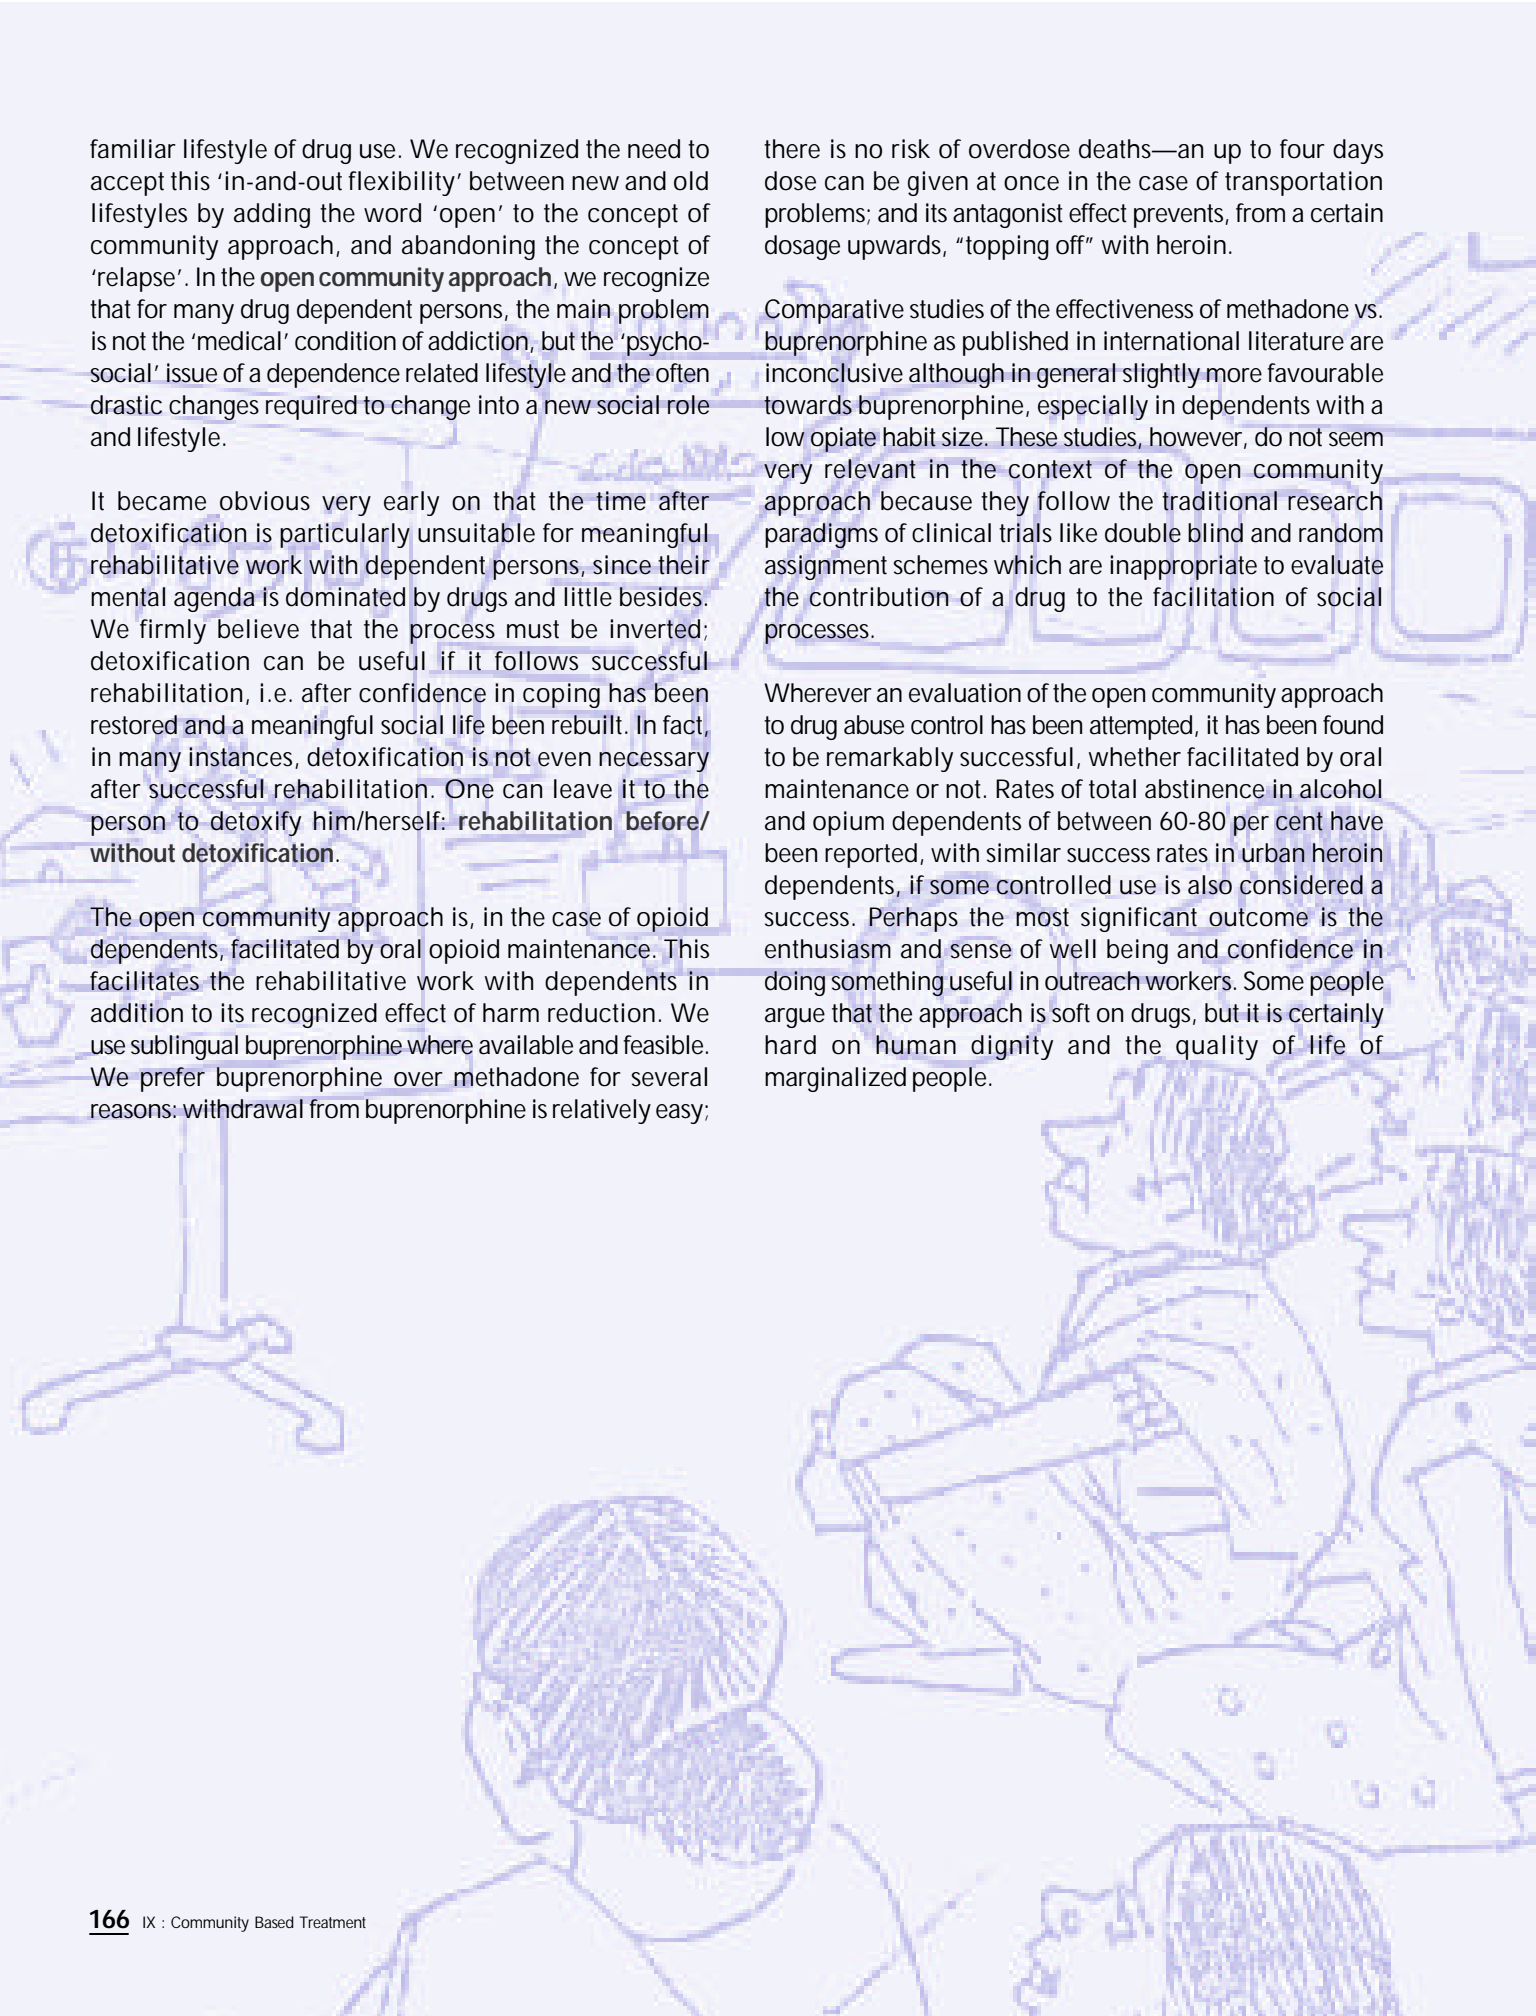 familiar lifestyle of drug use. We recognized the need to
accept this ‘in-and-out flexibility’ between new and old
lifestyles by adding the word ‘open’ to the concept of
community approach, and abandoning the concept of
‘relapse’. In the open community approach, we recognize
that for many drug dependent persons, the main problem
is not the ‘medical’ condition of addiction, but the ‘psycho-
social’ issue of a dependence related lifestyle and the often
drastic changes required to change into a new social role
and lifestyle.
It became obvious very early on that the time after
detoxification is particularly unsuitable for meaningful
rehabilitative work with dependent persons, since their
mental agenda is dominated by drugs and little besides.
We firmly believe that the process must be inverted;
detoxification can be useful if it follows successful
rehabilitation, i.e. after confidence in coping has been
restored and a meaningful social life been rebuilt. In fact,
in many instances, detoxification is not even necessary
after successful rehabilitation. One can leave it to the
person to detoxify him/herself: rehabilitation before/
without detoxification.
The open community approach is, in the case of opioid
dependents, facilitated by oral opioid maintenance. This
facilitates the rehabilitative work with dependents in
addition to its recognized effect of harm reduction. We
use sublingual buprenorphine where available and feasible.
We prefer buprenorphine over methadone for several
reasons: withdrawal from buprenorphine is relatively easy;
there is no risk of overdose deaths—an up to four days
dose can be given at once in the case of transportation
problems; and its antagonist effect prevents, from a certain
dosage upwards, “topping off” with heroin.
Comparative studies of the effectiveness of methadone vs.
buprenorphine as published in international literature are
inconclusive although in general slightly more favourable
towards buprenorphine, especially in dependents with a
low opiate habit size. These studies, however, do not seem
very relevant in the context of the open community
approach because they follow the traditional research
paradigms of clinical trials like double blind and random
assignment schemes which are inappropriate to evaluate
the contribution of a drug to the facilitation of social
processes.
Wherever an evaluation of the open community approach
to drug abuse control has been attempted, it has been found
to be remarkably successful, whether facilitated by oral
maintenance or not. Rates of total abstinence in alcohol
and opium dependents of between 60-80 per cent have
been reported, with similar success rates in urban heroin
dependents, if some controlled use is also considered a
success. Perhaps the most significant outcome is the
enthusiasm and sense of well being and confidence in
doing something useful in outreach workers. Some people
argue that the approach is soft on drugs, but it is certainly
hard on human dignity and the quality of life of
marginalized people.
166 IX : Community Based Treatment